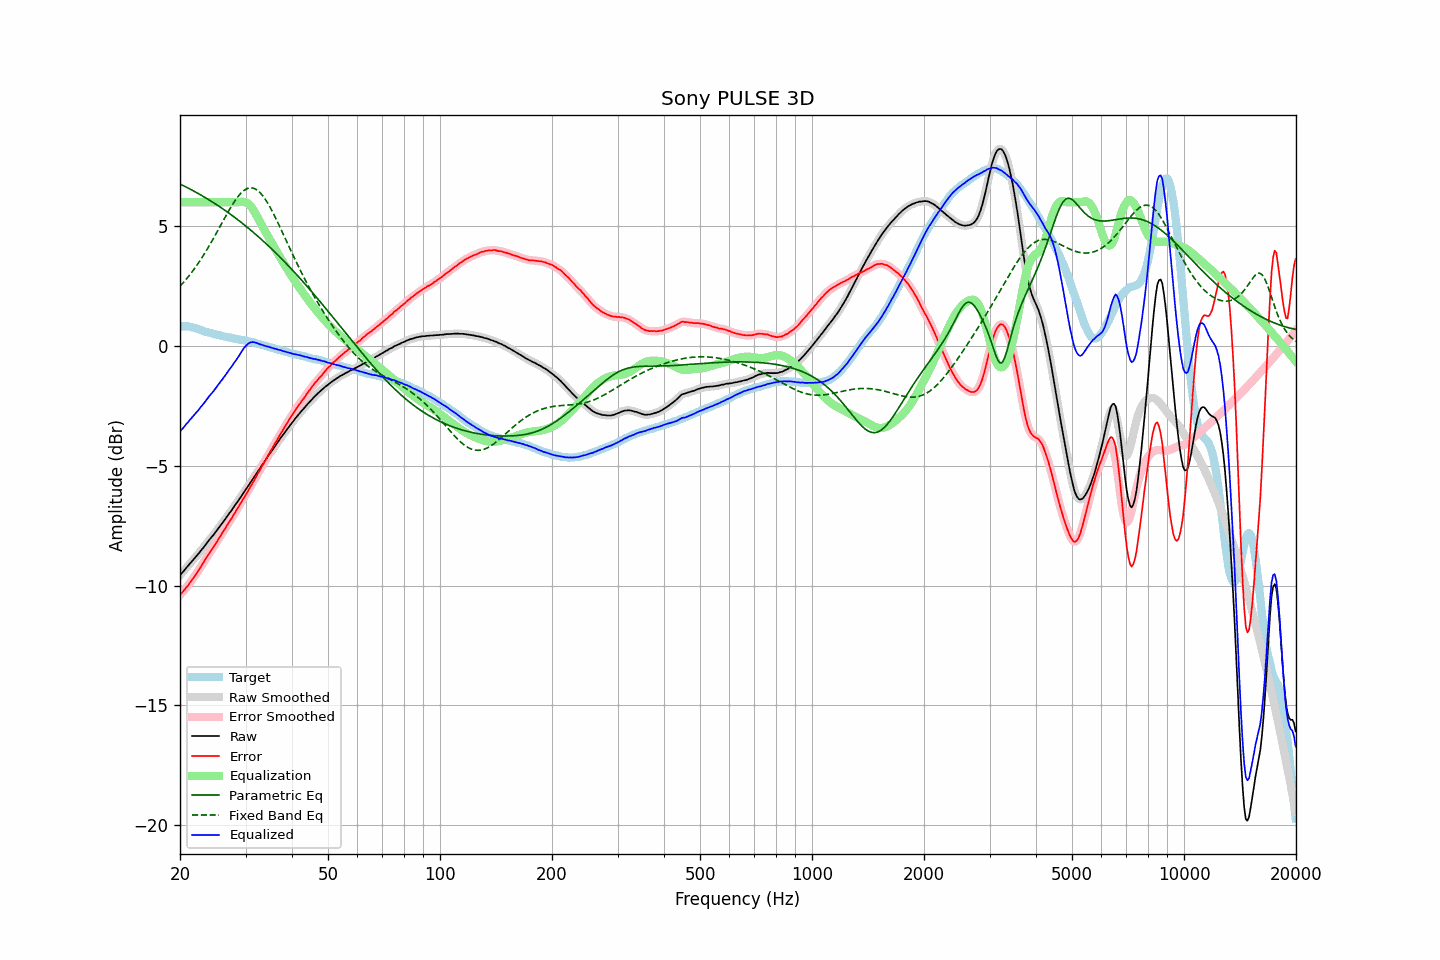 Sony PULSE 3D
Amplitude (dBr)
5
0
−5
−10
−15
−20
Target
Raw Smoothed
Error Smoothed
Raw
Error
Equalization
Parametric Eq
Fixed Band Eq
Equalized
20 50 100 200 500 1000 2000 5000 10000 20000
Frequency (Hz)